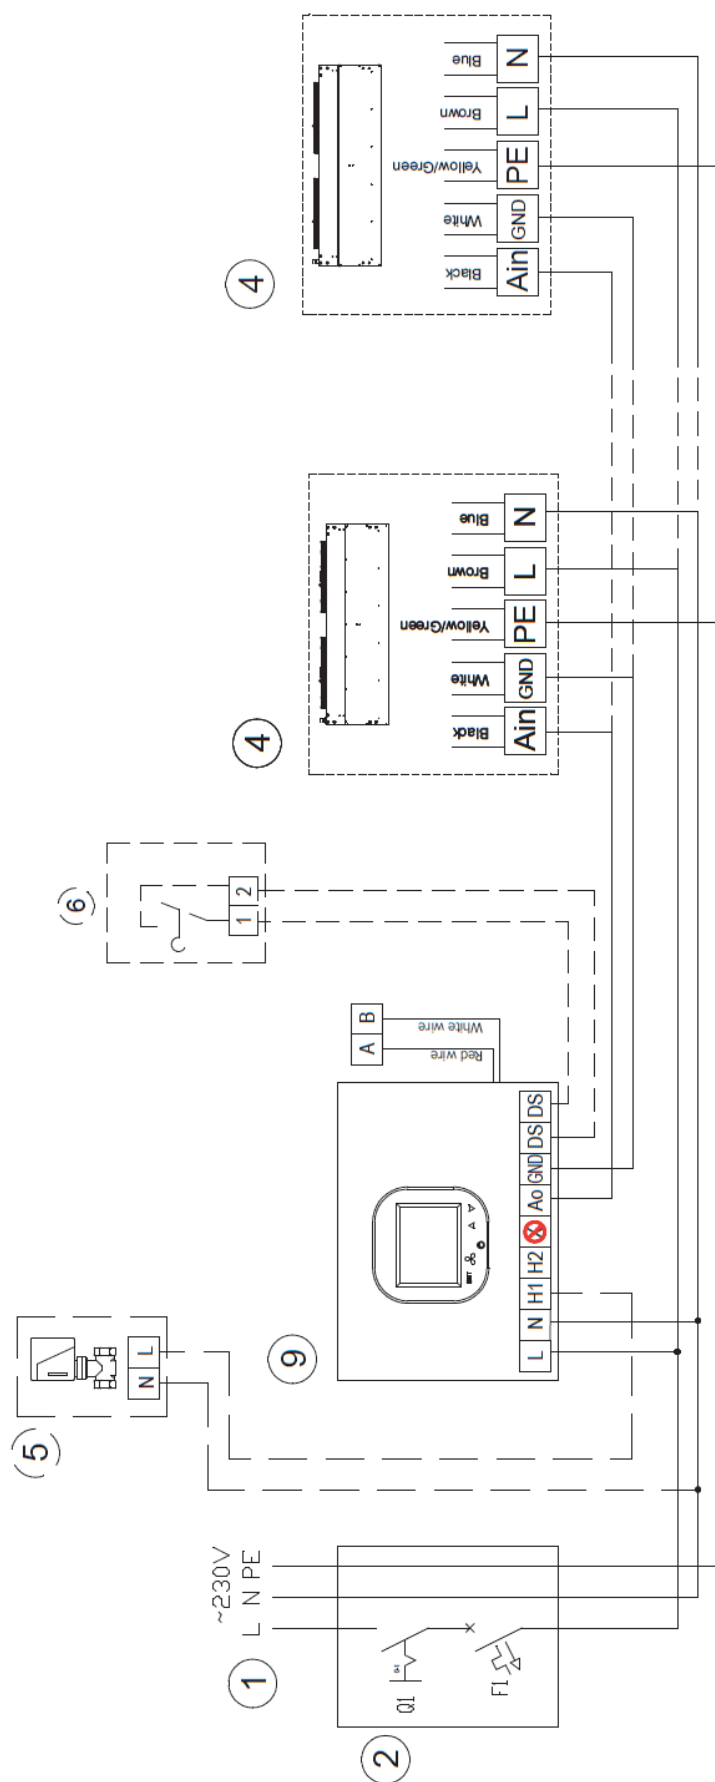 ~230V
L N PE
1
2
Q1
F1
5
N L
9
EXIT
L N H1 H2 X Ao GND DS DS
A B
Red wire
White wire
6
1 2
4
Black White Yellow/Green Brown Blue
Ain GND PE L N
4
Black White Yellow/Green Brown Blue
Ain GND PE L N